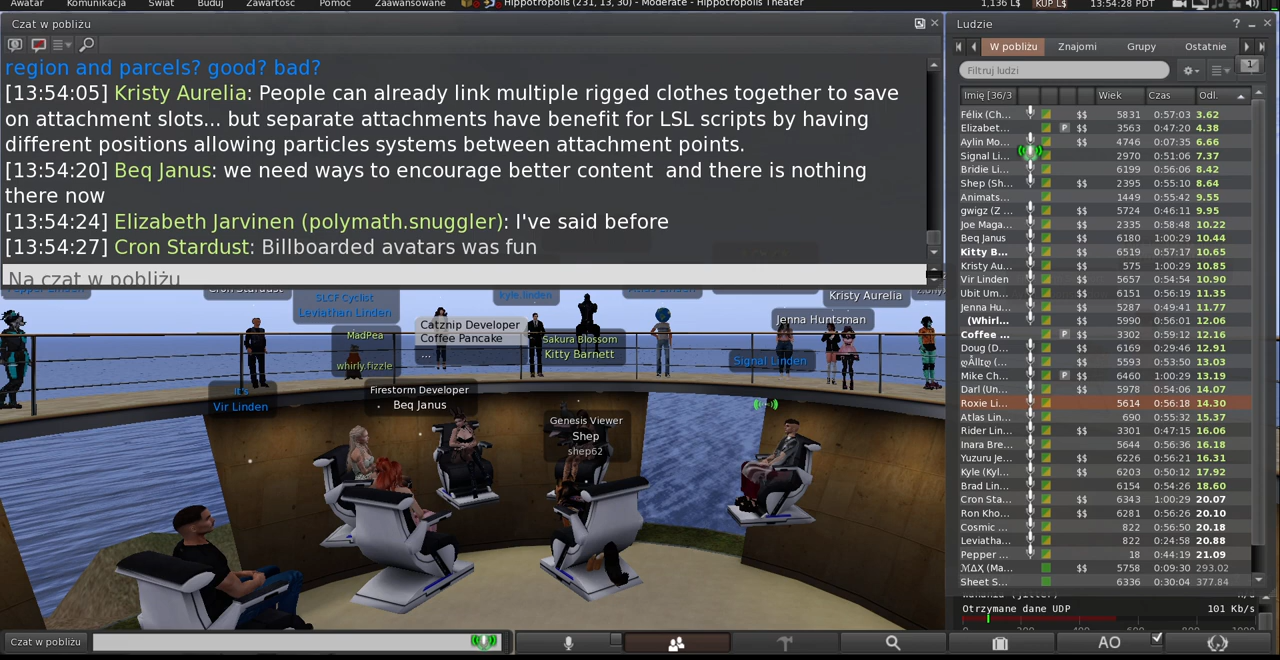 Awatar Komunikacja Świat Buduj Zawartość Pomoc Zaawansowane Hippotropolis (231, 13, 30) - Moderate - Hippotropolis Theater 1,136 L$ KUP L$ 13:54:28 PDT
Czat w pobliżu
region and parcels? good? bad?
[13:54:05] Kristy Aurelia: People can already link multiple rigged clothes together to save
on attachment slots... but separate attachments have benefit for LSL scripts by having
different positions allowing particles systems between attachment points.
[13:54:20] Beq Janus: we need ways to encourage better content and there is nothing
there now
[13:54:24] Elizabeth Jarvinen (polymath.snuggler): I've said before
[13:54:27] Cron Stardust: Billboarded avatars was fun
Na czat w pobliżu
Pepper Linden
Cron Stardust
SLCF Cyclist
Leviathan Linden
kyle.linden
Atlas Linden
Kristy Aurelia
Jenna Huntsman
MadPea
whirly.fizzle
Catznip Developer
Coffee Pancake
...
Sakura Blossom
Kitty Barnett
Signal Linden
It's
Vir Linden
Firestorm Developer
Beq Janus
Genesis Viewer
Shep
shep62
Czat w pobliżu
AO
Ludzie
? _ ×
W pobliżu Znajomi Grupy Ostatnie
Filtruj ludzi
1
Imię [36/3 Wiek Czas Odl.
Félix (Ch... $$ 5831 0:57:03 3.62
Elizabet... P $$ 3563 0:47:20 4.38
Aylin Mo... $$ 4746 0:07:35 6.66
Signal Li... 2970 0:51:06 7.37
Bridie Li... 6199 0:56:06 8.42
Shep (Sh... $$ 2395 0:55:10 8.64
Animats... 1449 0:55:42 9.55
gwigz (Z ... $$ 5724 0:46:11 9.95
Joe Maga... $$ 2335 0:58:48 10.22
Beq Janus $$ 6180 1:00:29 10.44
Kitty B... $$ 6519 0:57:17 10.65
Kristy Au... $$ 575 1:00:29 10.85
Vir Linden $$ 5657 0:54:54 10.90
Ubit Um... $$ 6151 0:56:19 11.35
Jenna H... $$ 5287 0:49:41 11.77
(Whirl... $$ 5990 0:56:01 12.06
Coffee ... P $$ 3302 0:59:12 12.16
Doug (D... $$ 6169 0:29:46 12.91
$$ 5593 0:53:50 13.03
Mike Ch... P $$ 6460 1:00:29 13.19
Darl (Un... $$ 5978 0:54:06 14.07
Roxie Li... 5614 0:56:18 14.30
Atlas Lin... 690 0:55:32 15.37
Rider Lin... $$ 3301 0:47:15 16.06
Inara Bre... 5644 0:56:36 16.18
Yuzuru Je... $$ 6226 0:56:21 16.31
Kyle (Kyl... $$ 6203 0:50:12 17.92
Brad Lin... 6154 0:54:26 18.60
Cron Sta... $$ 6343 1:00:29 20.07
Ron Kho... $$ 6281 0:56:26 20.10
Cosmic ... 822 0:56:50 20.18
Leviatha... 822 0:24:58 20.88
Pepper ... 18 0:44:19 21.09
(Ma... $$ 5758 0:09:30 293.02
Sheet S... 6336 0:30:04 377.84
Otrzymane dane UDP 101 Kb/s